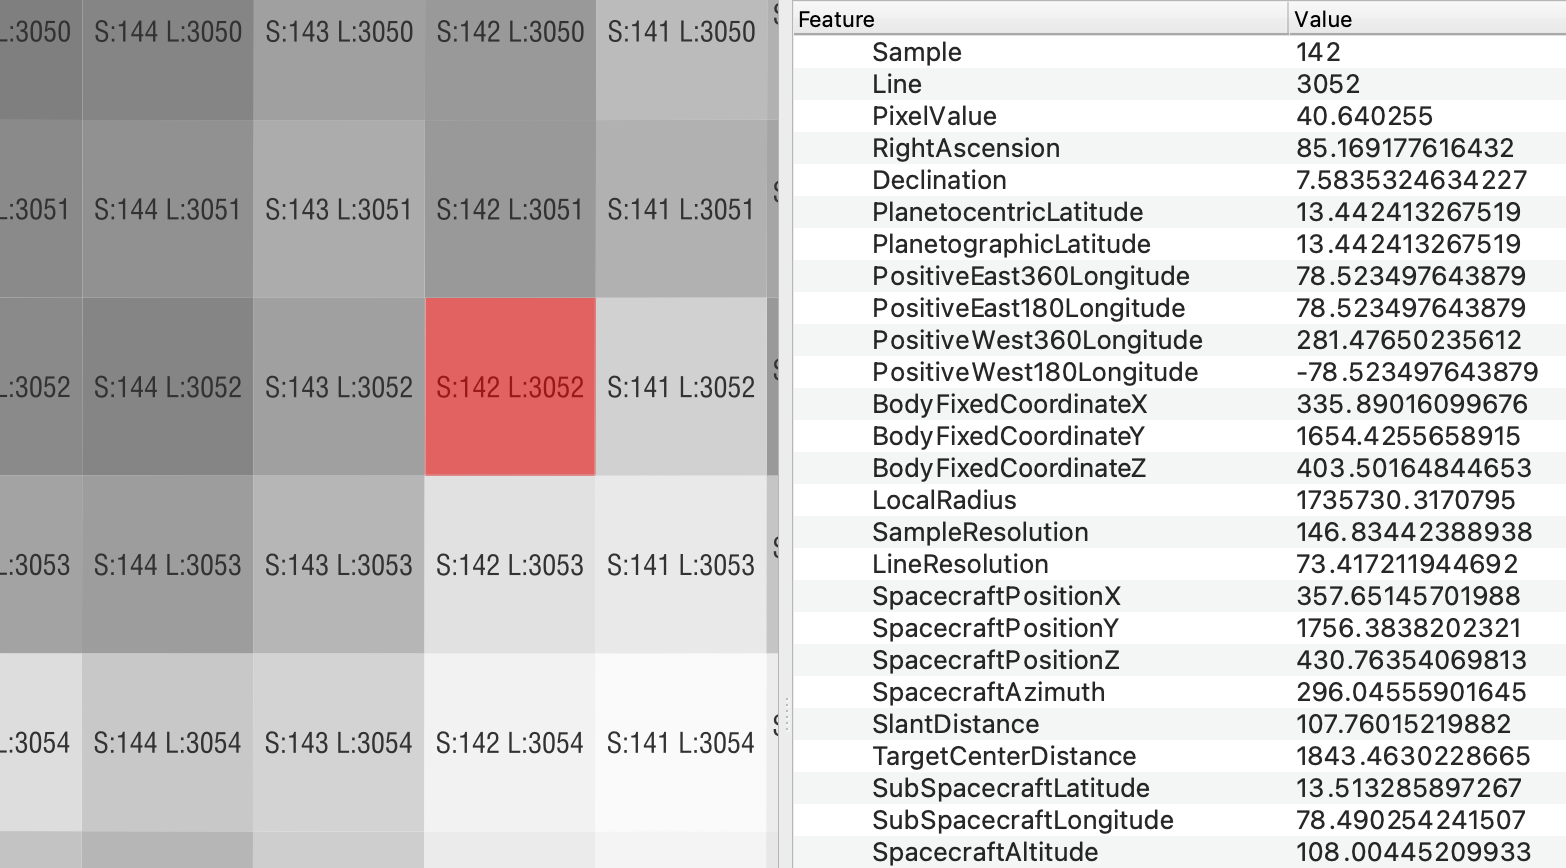 L:3050 S:144 L:3050 S:143 L:3050 S:142 L:3050 S:141 L:3050
L:3051 S:144 L:3051 S:143 L:3051 S:142 L:3051 S:141 L:3051
L:3052 S:144 L:3052 S:143 L:3052 S:142 L:3052 S:141 L:3052
L:3053 S:144 L:3053 S:143 L:3053 S:142 L:3053 S:141 L:3053
L:3054 S:144 L:3054 S:143 L:3054 S:142 L:3054 S:141 L:3054
Feature Value
Sample 142
Line 3052
PixelValue 40.640255
RightAscension 85.169177616432
Declination 7.5835324634227
PlanetocentricLatitude 13.442413267519
PlanetographicLatitude 13.442413267519
PositiveEast360Longitude 78.523497643879
PositiveEast180Longitude 78.523497643879
PositiveWest360Longitude 281.47650235612
PositiveWest180Longitude -78.523497643879
BodyFixedCoordinateX 335.89016099676
BodyFixedCoordinateY 1654.4255658915
BodyFixedCoordinateZ 403.50164844653
LocalRadius 1735730.3170795
SampleResolution 146.83442388938
LineResolution 73.417211944692
SpacecraftPositionX 357.65145701988
SpacecraftPositionY 1756.3838202321
SpacecraftPositionZ 430.76354069813
SpacecraftAzimuth 296.04555901645
SlantDistance 107.76015219882
TargetCenterDistance 1843.4630228665
SubSpacecraftLatitude 13.513285897267
SubSpacecraftLongitude 78.490254241507
SpacecraftAltitude 108.00445209933